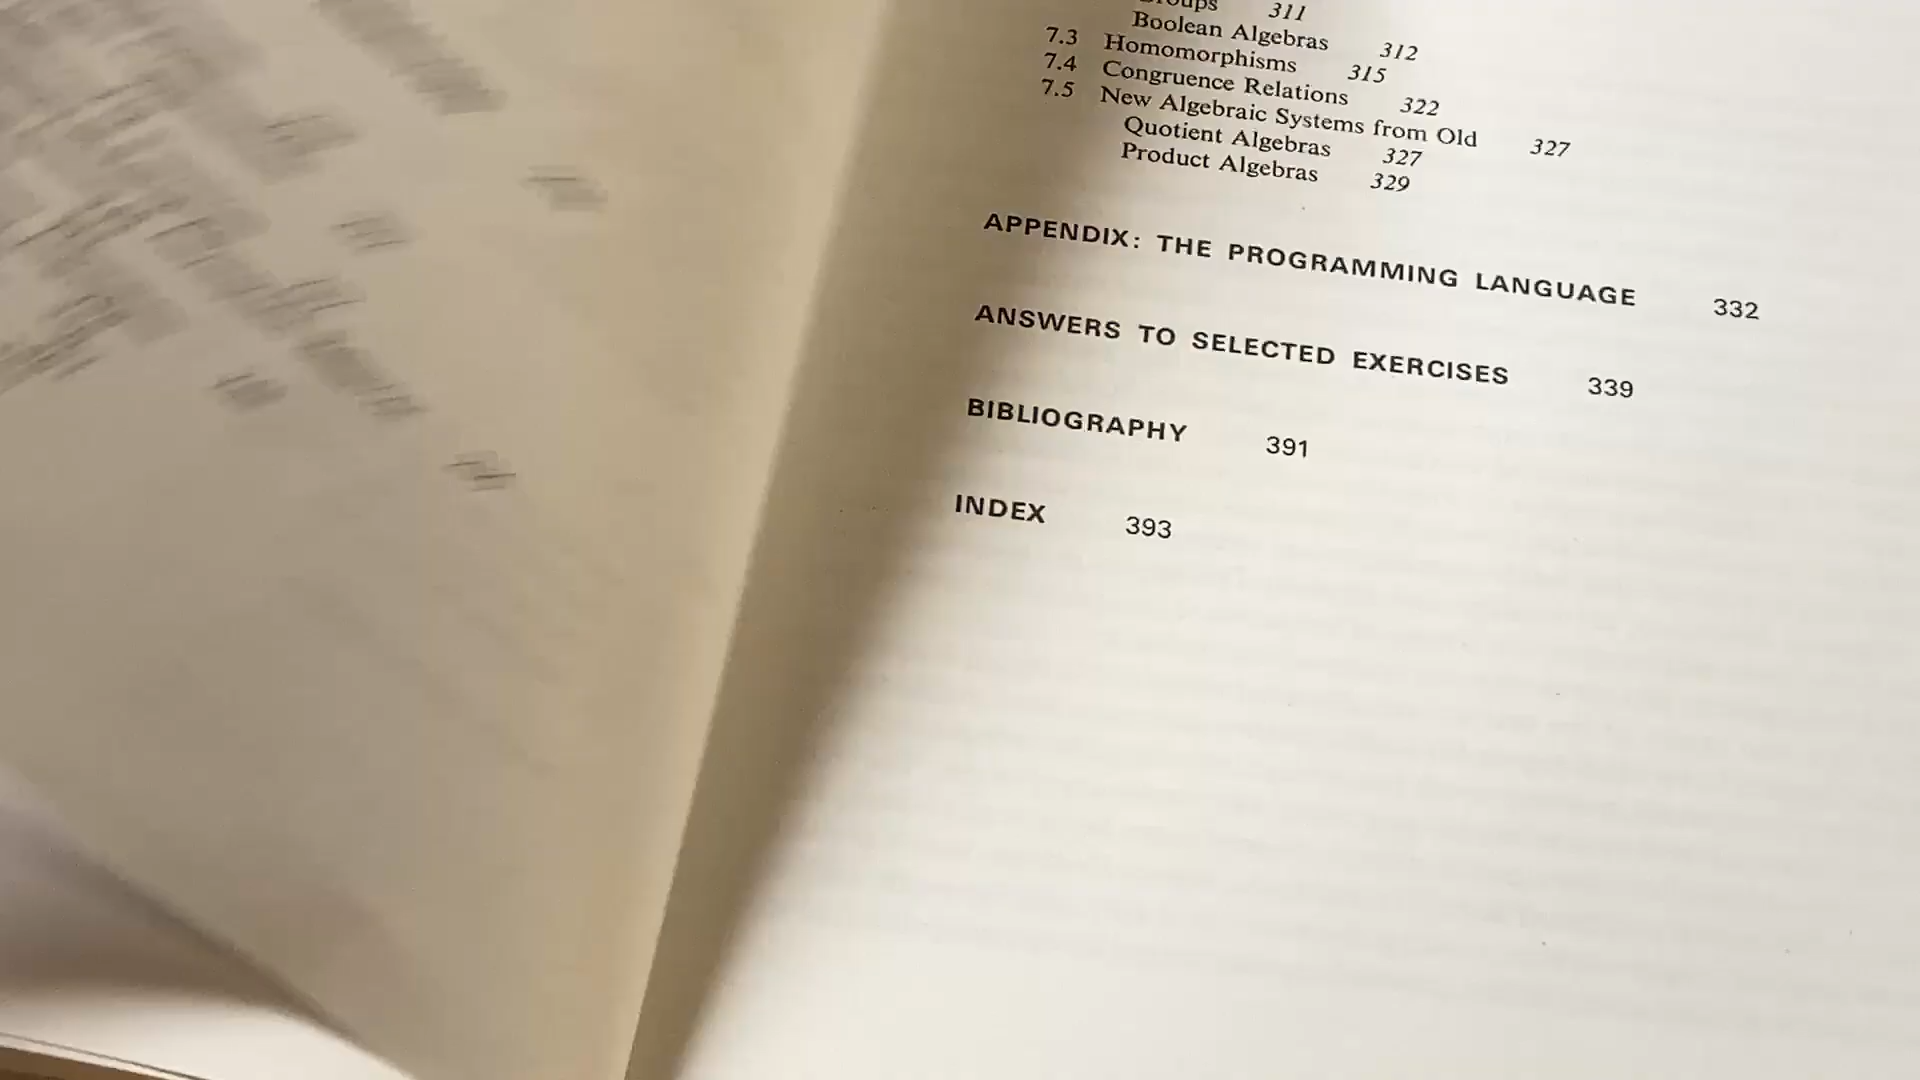 311
Boolean Algebras 312
7.3 Homomorphisms 315
7.4 Congruence Relations 322
7.5 New Algebraic Systems from Old 327
Quotient Algebras 327
Product Algebras 329
APPENDIX: THE PROGRAMMING LANGUAGE 332
ANSWERS TO SELECTED EXERCISES 339
BIBLIOGRAPHY 391
INDEX 393